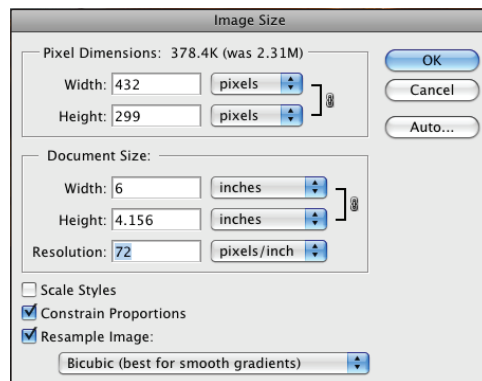 Image Size
Pixel Dimensions: 378.4K (was 2.31M)
Width: 432 pixels
Height: 299 pixels
OK
Cancel
Auto...
Document Size:
Width: 6 inches
Height: 4.156 inches
Resolution: 72 pixels/inch
Scale Styles
Constrain Proportions
Resample Image:
Bicubic (best for smooth gradients)